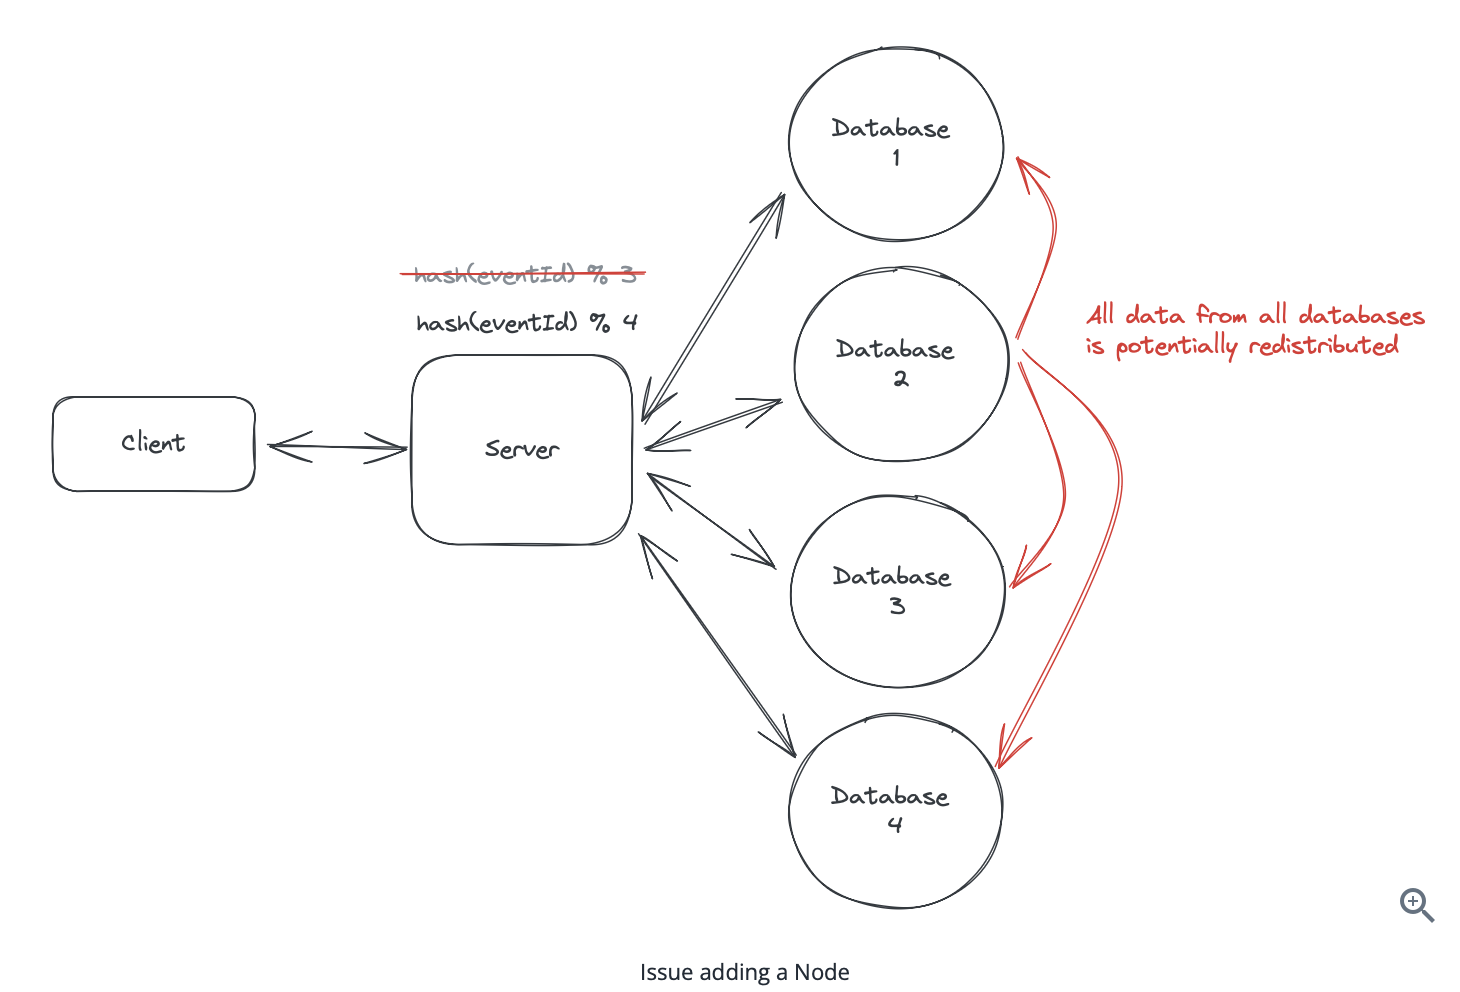 Database
1
hash(eventId) % 3
hash(eventId) % 4
All data from all databases
is potentially redistributed
Database
2
Client
Server
Database
3
Database
4
Issue adding a Node